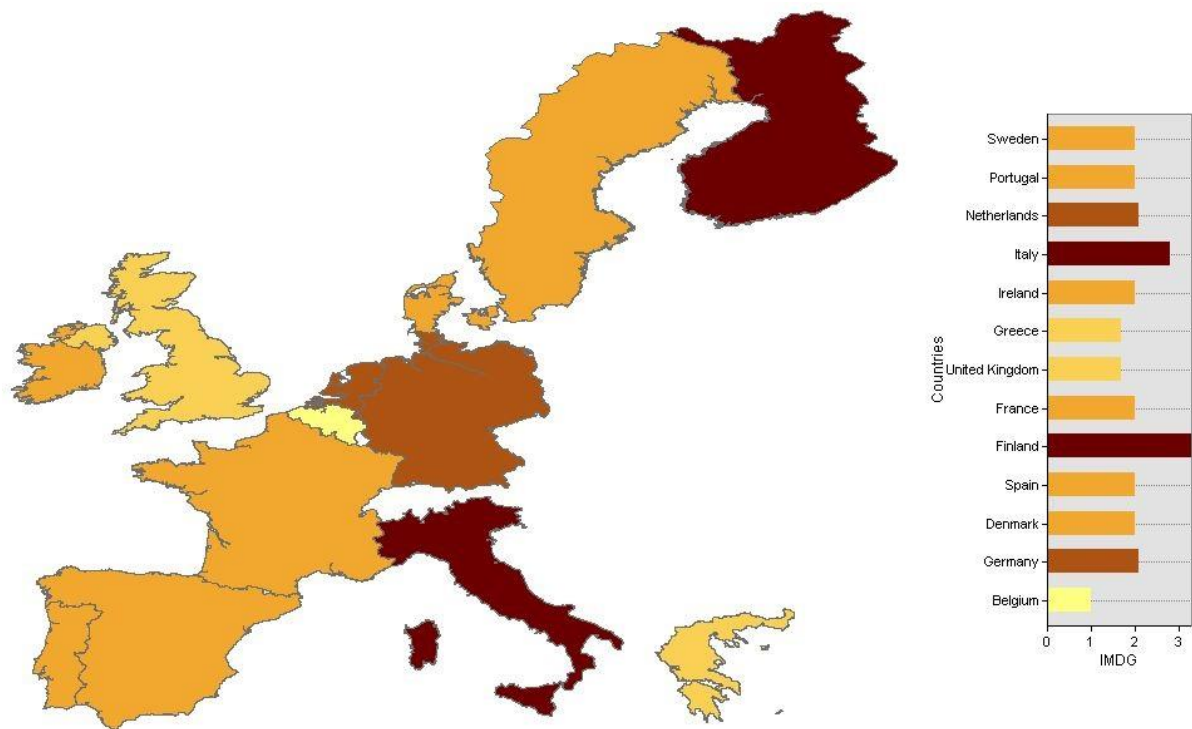 Sweden
Portugal
Netherlands
Italy
Ireland
Greece
United Kingdom
France
Finland
Spain
Denmark
Germany
Belgium
Countries
0 1 2 3
IMDG